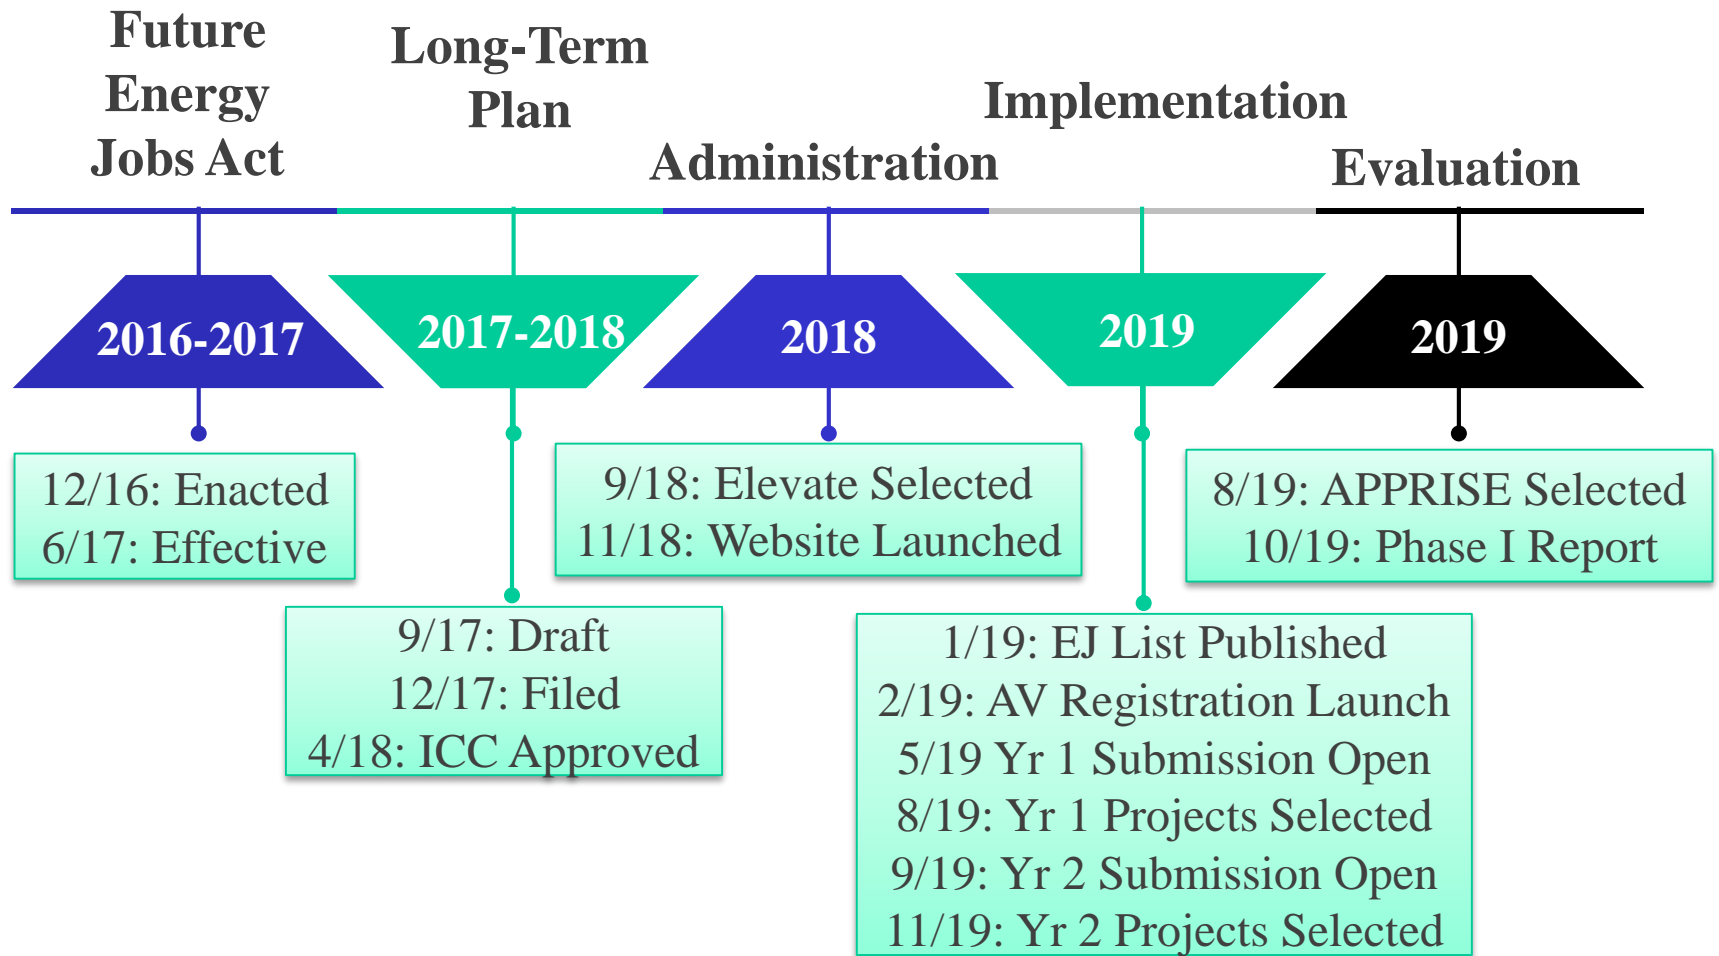 Future
Energy
Jobs Act
Long-Term
Plan
Administration
Implementation
Evaluation
2016-2017
2017-2018
2018
2019
2019
12/16: Enacted
6/17: Effective
9/17: Draft
12/17: Filed
4/18: ICC Approved
9/18: Elevate Selected
11/18: Website Launched
1/19: EJ List Published
2/19: AV Registration Launch
5/19 Yr 1 Submission Open
8/19: Yr 1 Projects Selected
9/19: Yr 2 Submission Open
11/19: Yr 2 Projects Selected
8/19: APPRISE Selected
10/19: Phase I Report